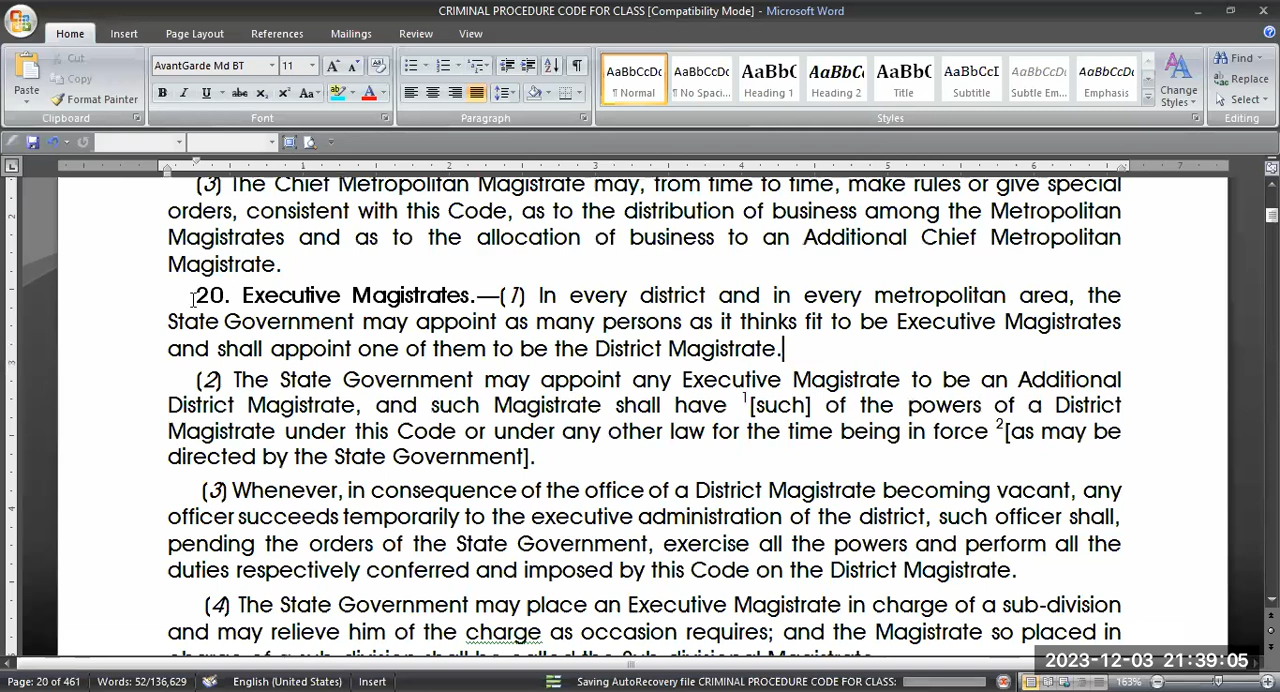 CRIMINAL PROCEDURE CODE FOR CLASS [Compatibility Mode] - Microsoft Word
Home Insert Page Layout References Mailings Review View
Cut
Copy
Paste
Format Painter
Clipboard
AvantGarde Md BT 11
Font
Paragraph
AaBbCcDc AaBbCcDc AaBbC AaBbCc AaBbC AaBbCcI AaBbCcDc AaBbCcDc
¶ Normal ¶ No Spaci... Heading 1 Heading 2 Title Subtitle Subtle Em... Emphasis
Styles
Change Styles
Find
Replace
Select
Editing
(3) The Chief Metropolitan Magistrate may, from time to time, make rules or give special
orders, consistent with this Code, as to the distribution of business among the Metropolitan
Magistrates and as to the allocation of business to an Additional Chief Metropolitan
Magistrate.
20. Executive Magistrates.—(1) In every district and in every metropolitan area, the
State Government may appoint as many persons as it thinks fit to be Executive Magistrates
and shall appoint one of them to be the District Magistrate.
(2) The State Government may appoint any Executive Magistrate to be an Additional
District Magistrate, and such Magistrate shall have 1[such] of the powers of a District
Magistrate under this Code or under any other law for the time being in force 2[as may be
directed by the State Government].
(3) Whenever, in consequence of the office of a District Magistrate becoming vacant, any
officer succeeds temporarily to the executive administration of the district, such officer shall,
pending the orders of the State Government, exercise all the powers and perform all the
duties respectively conferred and imposed by this Code on the District Magistrate.
(4) The State Government may place an Executive Magistrate in charge of a sub-division
and may relieve him of the charge as occasion requires; and the Magistrate so placed in
charge of a sub-division shall be called the Sub-divisional Magistrate.
2023-12-03 21:39:05
Page: 20 of 461 Words: 52/136,629 English (United States) Insert Saving AutoRecovery file CRIMINAL PROCEDURE CODE FOR CLASS: 163%